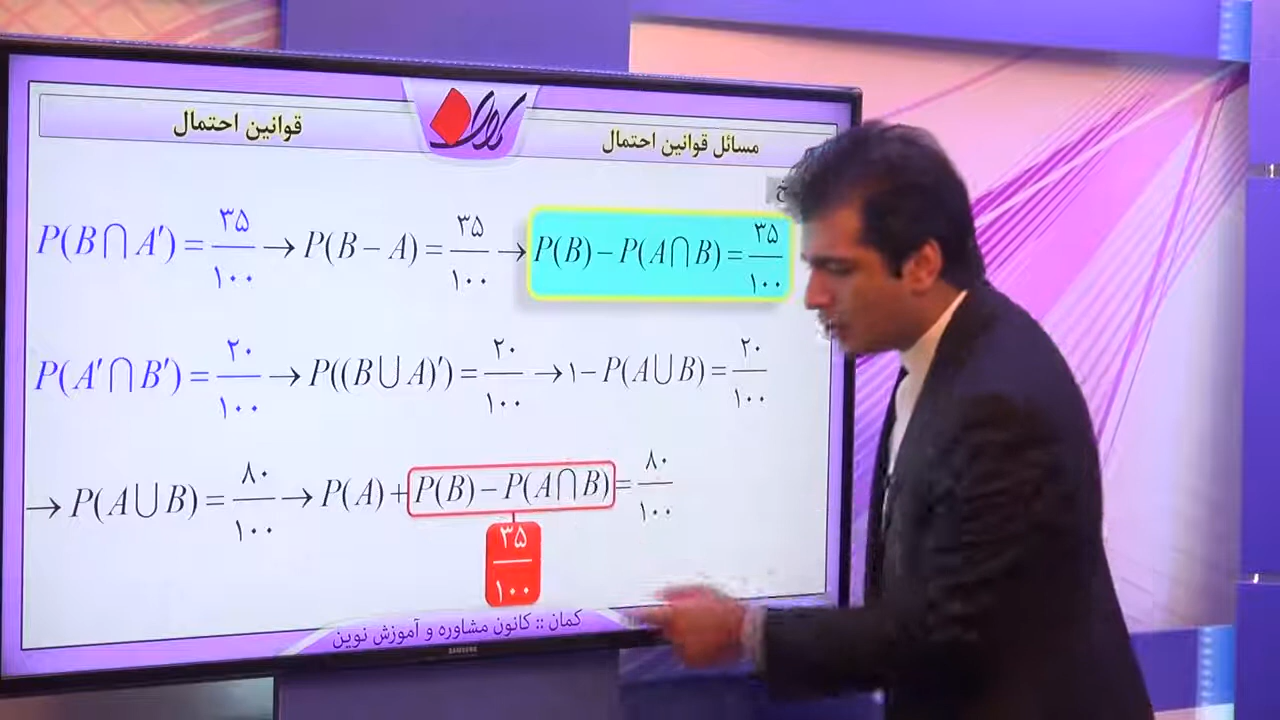 مسائل قوانین احتمال
قوانین احتمال
کمان
خ
P(B∩A′) = ۳۵/۱۰۰ → P(B − A) = ۳۵/۱۰۰ → P(B) − P(A∩B) = ۳۵/۱۰۰
P(A′∩B′) = ۲۰/۱۰۰ → P((B∪A)′) = ۲۰/۱۰۰ → ۱ − P(A∪B) = ۲۰/۱۰۰
→ P(A∪B) = ۸۰/۱۰۰ → P(A) + P(B) − P(A∩B) = ۸۰/۱۰۰
۳۵/۱۰۰
کمان :: کانون مشاوره و آموزش نوین
SAMSUNG